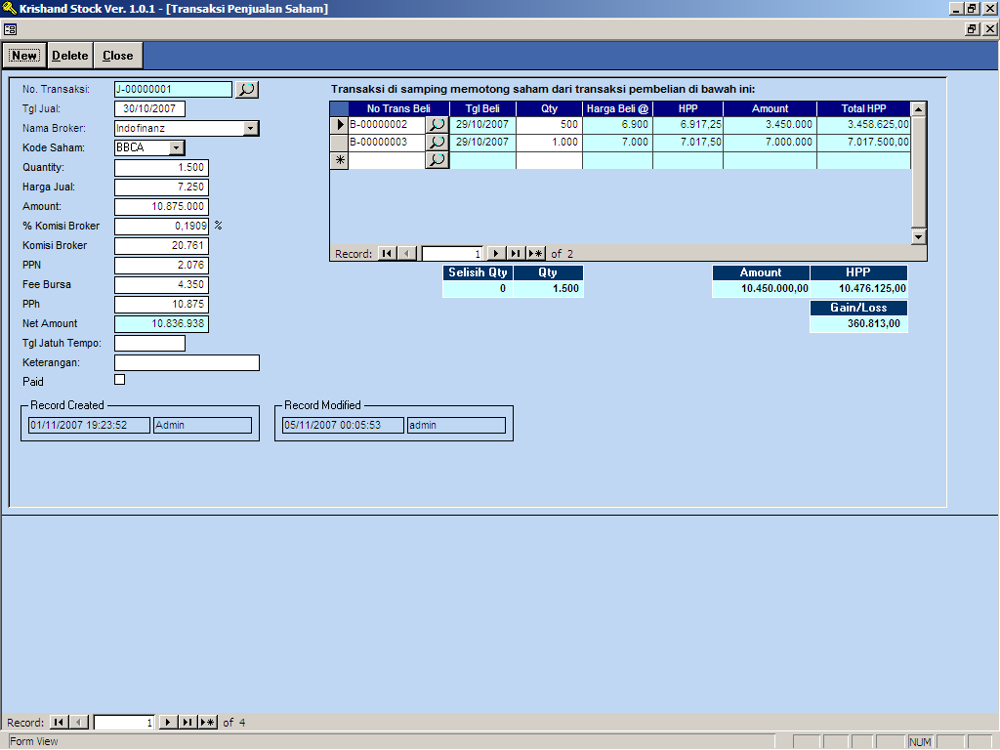 Krishand Stock Ver. 1.0.1 - [Transaksi Penjualan Saham]
New Delete Close
No. Transaksi: J-00000001
Tgl Jual: 30/10/2007
Nama Broker: Indofinanz
Kode Saham: BBCA
Quantity: 1.500
Harga Jual: 7.250
Amount: 10.875.000
% Komisi Broker 0,1909 %
Komisi Broker 20.761
PPN 2.076
Fee Bursa 4.350
PPh 10.875
Net Amount 10.836.938
Tgl Jatuh Tempo:
Keterangan:
Paid
Transaksi di samping memotong saham dari transaksi pembelian di bawah ini:
No Trans Beli Tgl Beli Qty Harga Beli @ HPP Amount Total HPP
B-00000002 29/10/2007 500 6.900 6.917,25 3.450.000 3.458.625,00
B-00000003 29/10/2007 1.000 7.000 7.017,50 7.000.000 7.017.500,00
Record: 1 of 2
Selisih Qty Qty Amount HPP
0 1.500 10.450.000,00 10.476.125,00
Gain/Loss
360.813,00
Record Created Record Modified
01/11/2007 19:23:52 Admin 05/11/2007 00:05:53 admin
Record: 1 of 4
Form View NUM